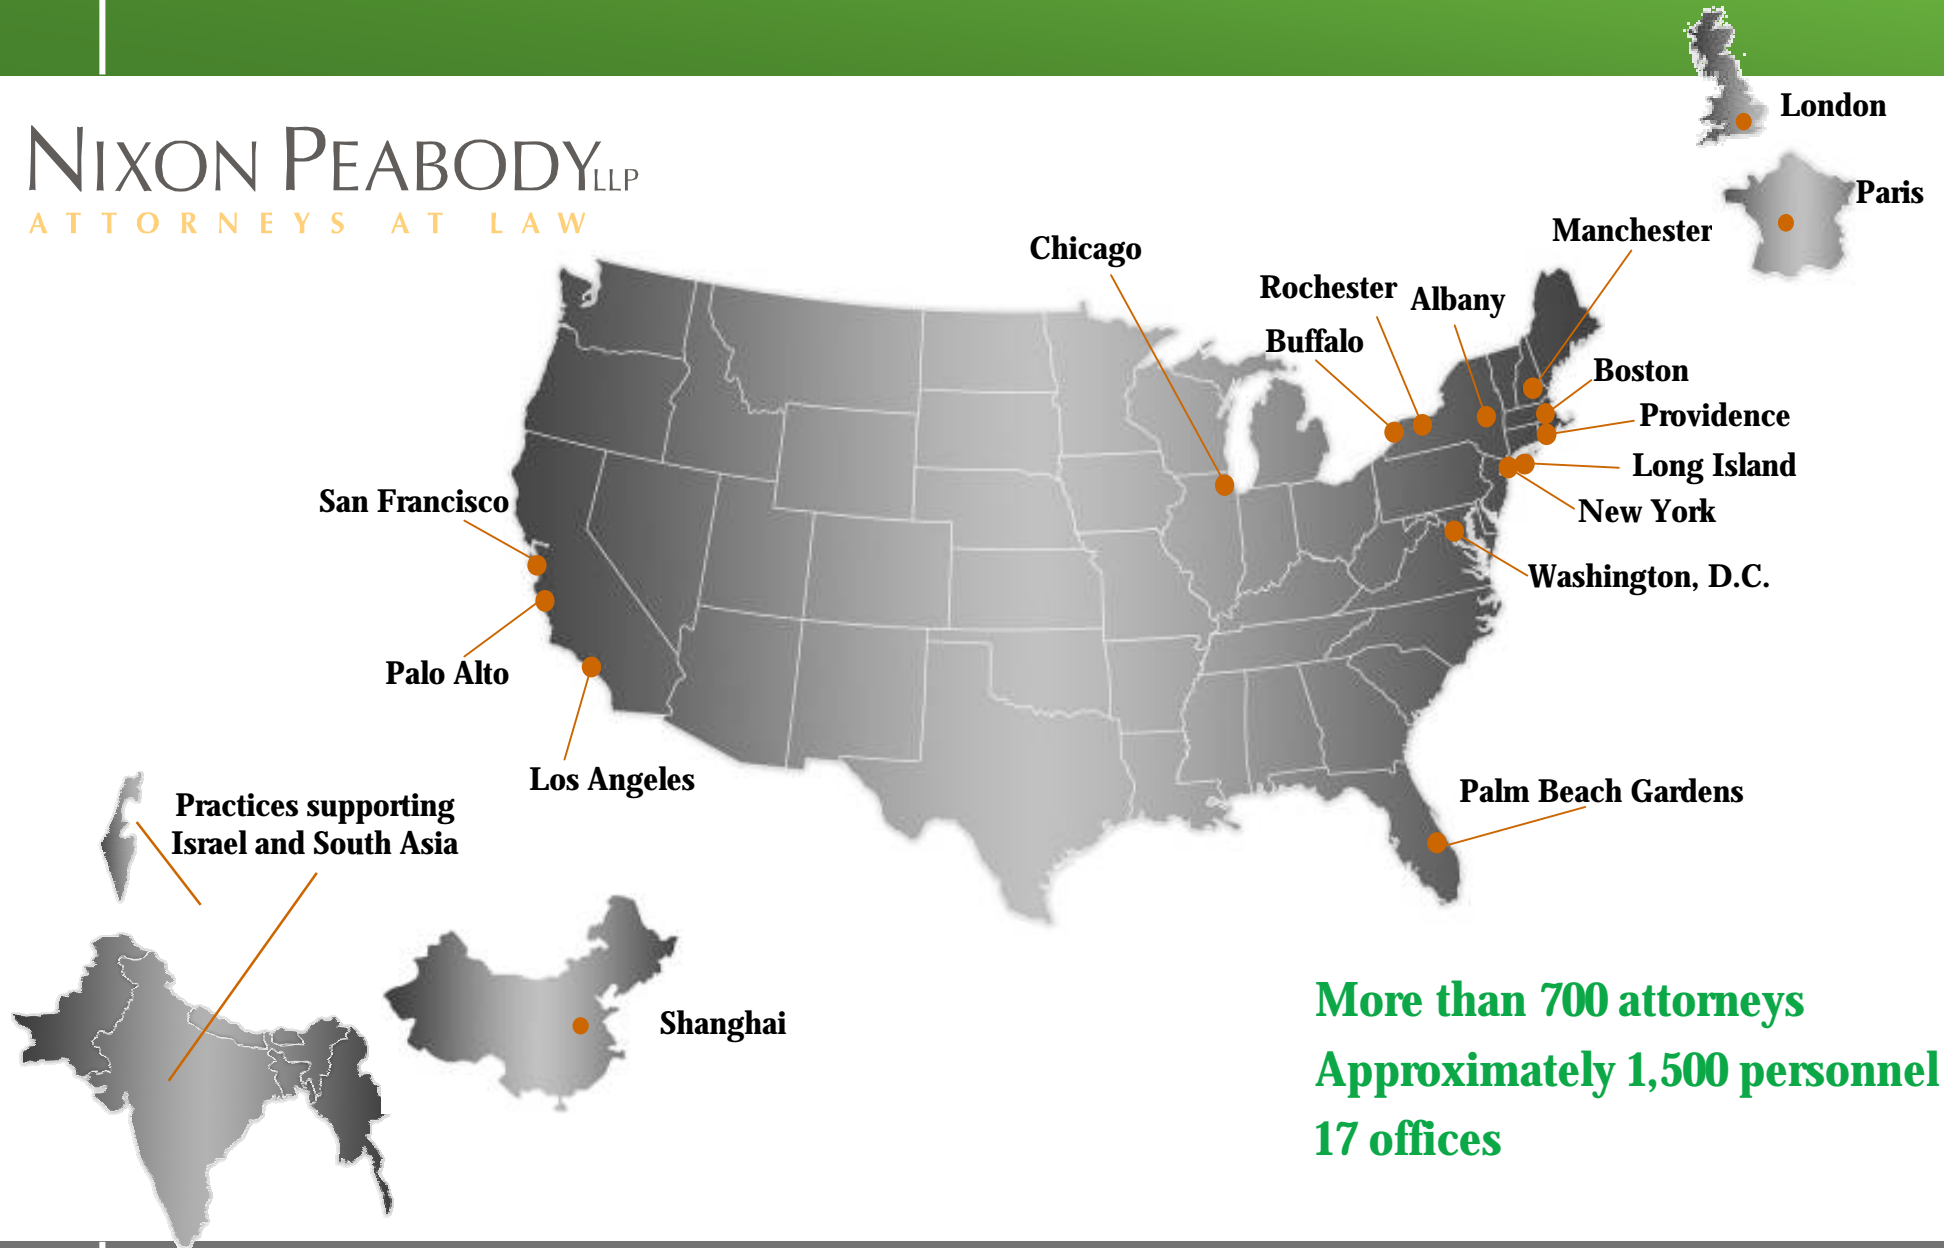 NIXON PEABODY LLP
ATTORNEYS AT LAW
London
Paris
Manchester
Chicago
Rochester
Albany
Buffalo
Boston
Providence
Long Island
San Francisco
New York
Washington, D.C.
Palo Alto
Los Angeles
Palm Beach Gardens
Practices supporting
Israel and South Asia
Shanghai
More than 700 attorneys
Approximately 1,500 personnel
17 offices